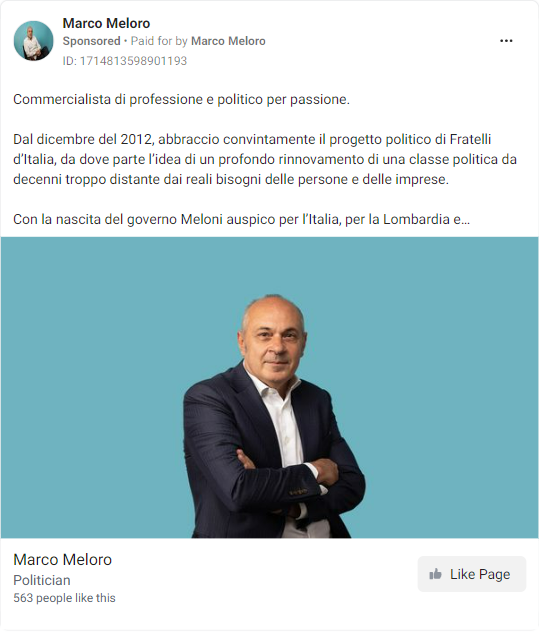 Marco Meloro
Sponsored • Paid for by Marco Meloro
ID: 1714813598901193
Commercialista di professione e politico per passione.
Dal dicembre del 2012, abbraccio convintamente il progetto politico di Fratelli
d’Italia, da dove parte l’idea di un profondo rinnovamento di una classe politica da
decenni troppo distante dai reali bisogni delle persone e delle imprese.
Con la nascita del governo Meloni auspico per l’Italia, per la Lombardia e…
Marco Meloro
Politician
563 people like this
Like Page